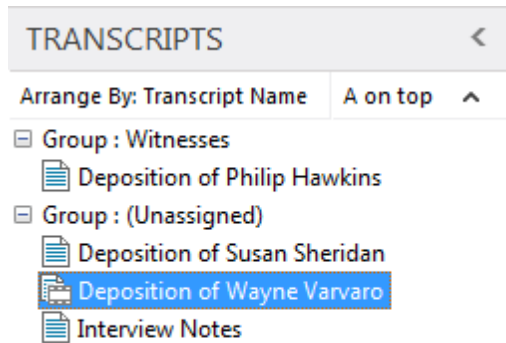 TRANSCRIPTS
Arrange By: Transcript Name A on top
Group : Witnesses
Deposition of Philip Hawkins
Group : (Unassigned)
Deposition of Susan Sheridan
Deposition of Wayne Varvaro
Interview Notes